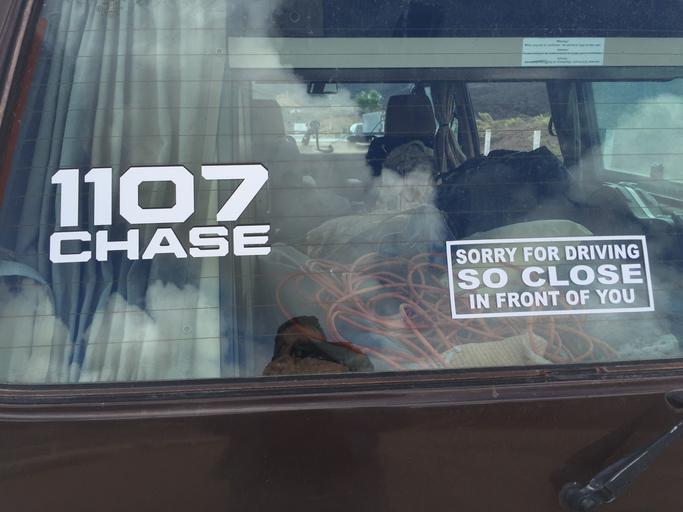 1107
CHASE
SORRY FOR DRIVING
SO CLOSE
IN FRONT OF YOU